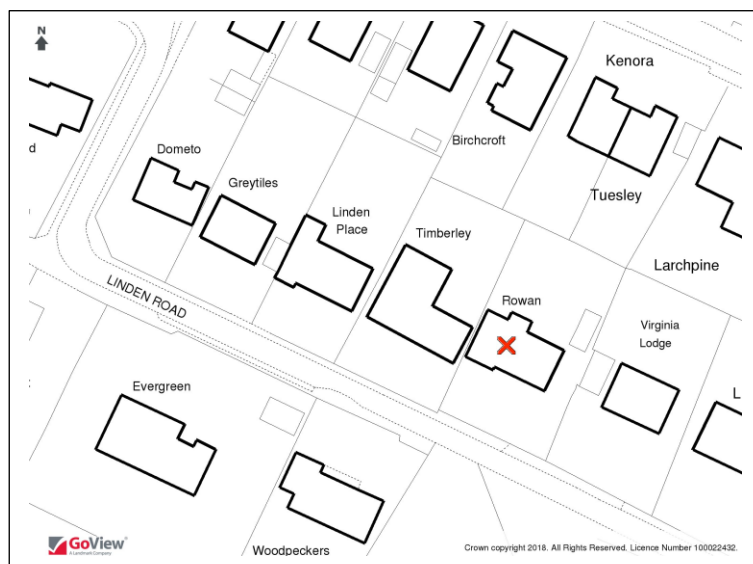 N
Kenora
Birchcroft
Dometo
d
Greytiles
Tuesley
Linden
Place
Timberley
Larchpine
LINDEN ROAD
Rowan
Virginia
Lodge
Evergreen
L
GoView®
A Landmark Company
Woodpeckers
Crown copyright 2018. All Rights Reserved. Licence Number 100022432.